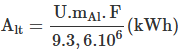 A_lt = U.m_Al.F / 9.3,6.10^6 (kWh)